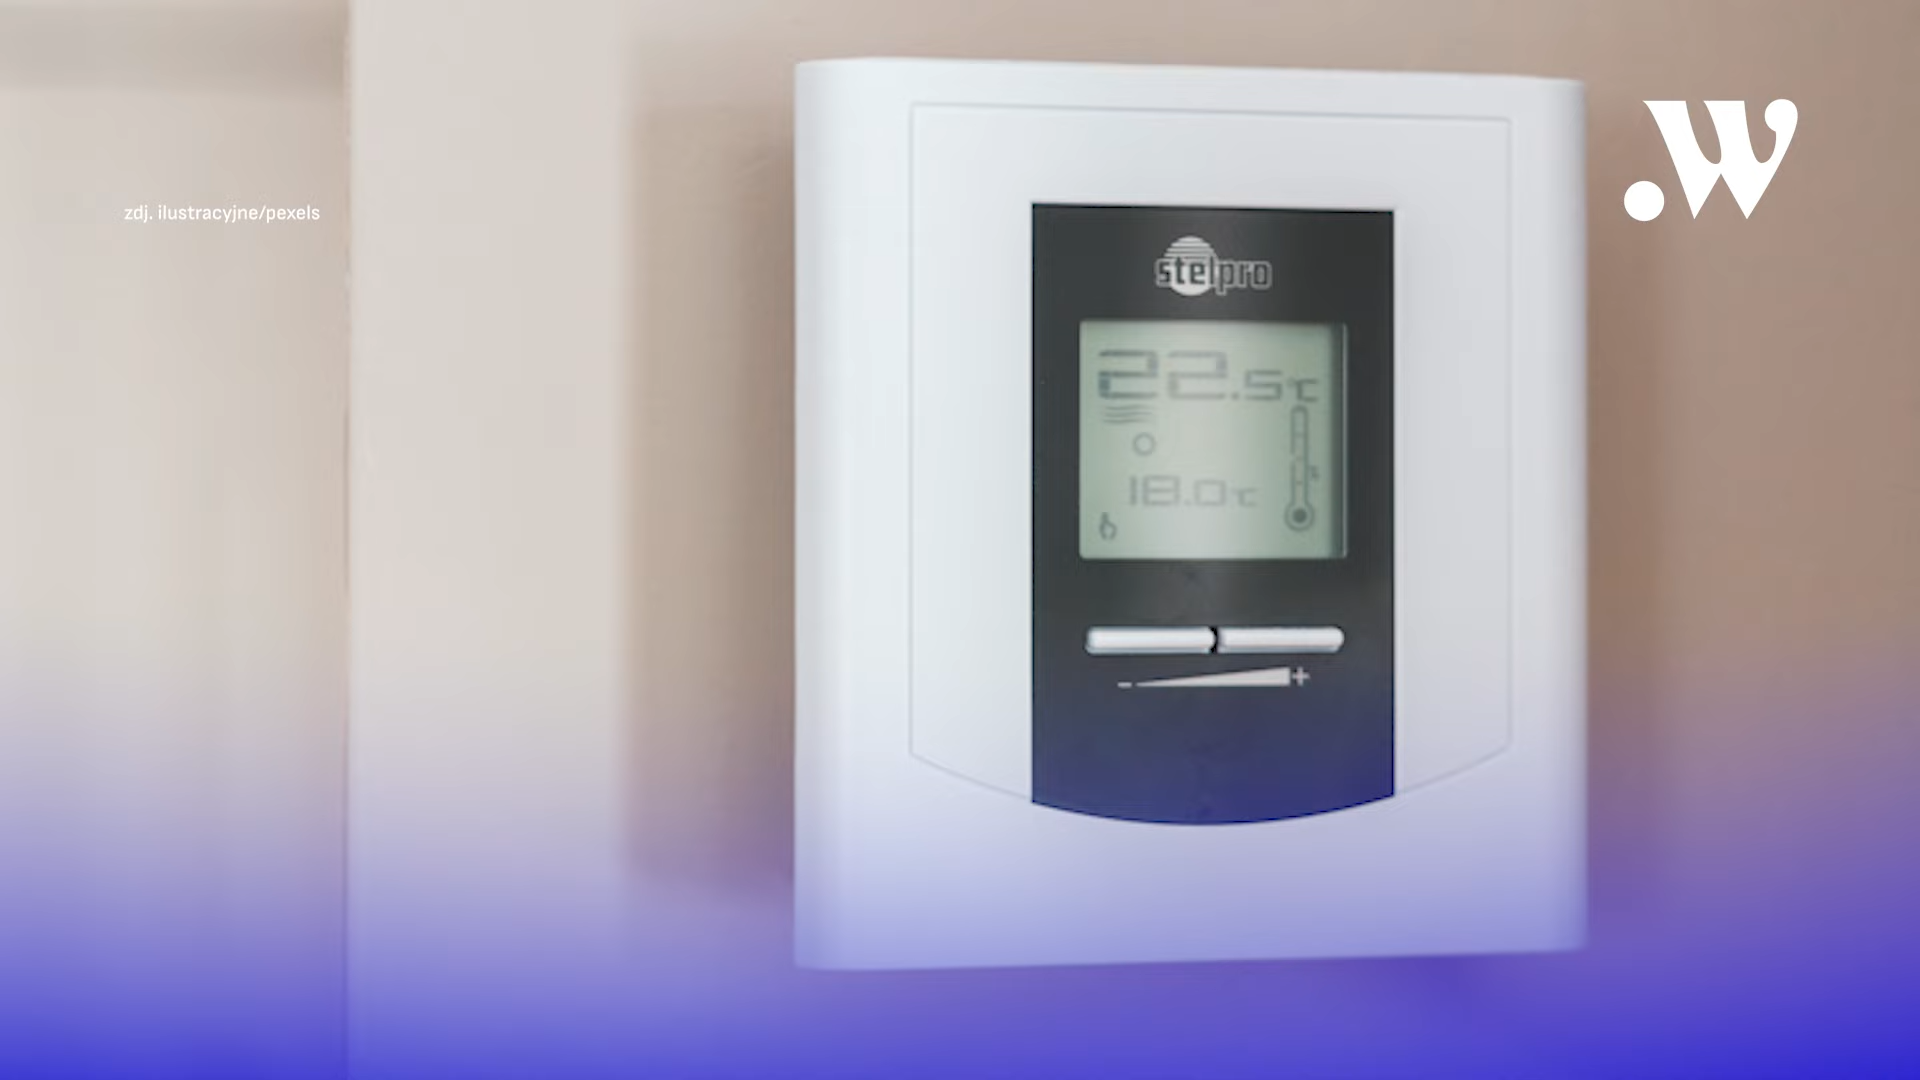 zdj. ilustracyjne/pexels
.W
stelpro
22.5°C
18.0°C
- +